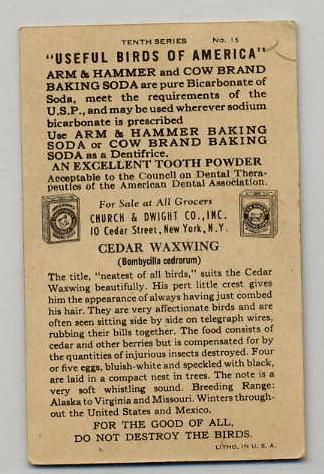 TENTH SERIES No. 15
"USEFUL BIRDS OF AMERICA"
ARM & HAMMER and COW BRAND
BAKING SODA are pure Bicarbonate of
Soda, meet the requirements of the
U.S.P., and may be used wherever sodium
bicarbonate is prescribed
Use ARM & HAMMER BAKING
SODA or COW BRAND BAKING
SODA as a Dentifrice.
AN EXCELLENT TOOTH POWDER
Acceptable to the Council on Dental Thera-
peutics of the American Dental Association.
For Sale at All Grocers
CHURCH & DWIGHT CO., INC.
10 Cedar Street, New York, N.Y.
CEDAR WAXWING
(Bombycilla cedrorum)
The title, "neatest of all birds," suits the Cedar
Waxwing beautifully. His pert little crest gives
him the appearance of always having just combed
his hair. They are very affectionate birds and are
often seen sitting side by side on telegraph wires,
rubbing their bills together. The food consists of
cedar and other berries but is compensated for by
the quantities of injurious insects destroyed. Four
or five eggs, bluish-white and speckled with black,
are laid in a compact nest in trees. The note is a
very soft whistling sound. Breeding Range:
Alaska to Virginia and Missouri. Winters through-
out the United States and Mexico.
FOR THE GOOD OF ALL,
DO NOT DESTROY THE BIRDS.
LITHO. IN U.S.A.